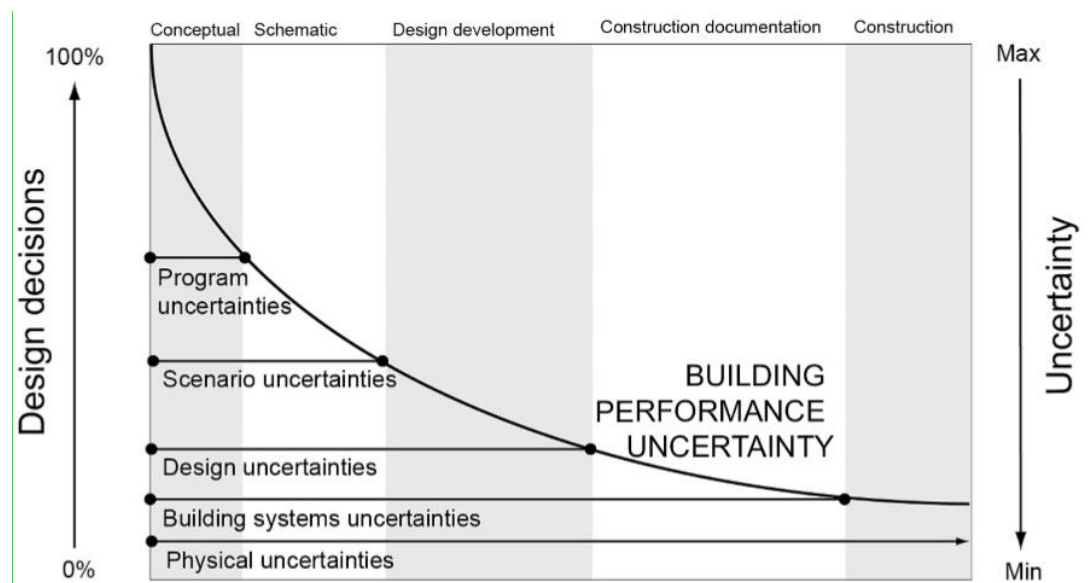 Conceptual Schematic Design development Construction documentation Construction
100%
Max
Design decisions
Uncertainty
Program
uncertainties
Scenario uncertainties
BUILDING
PERFORMANCE
UNCERTAINTY
Design uncertainties
Building systems uncertainties
Physical uncertainties
0%
Min